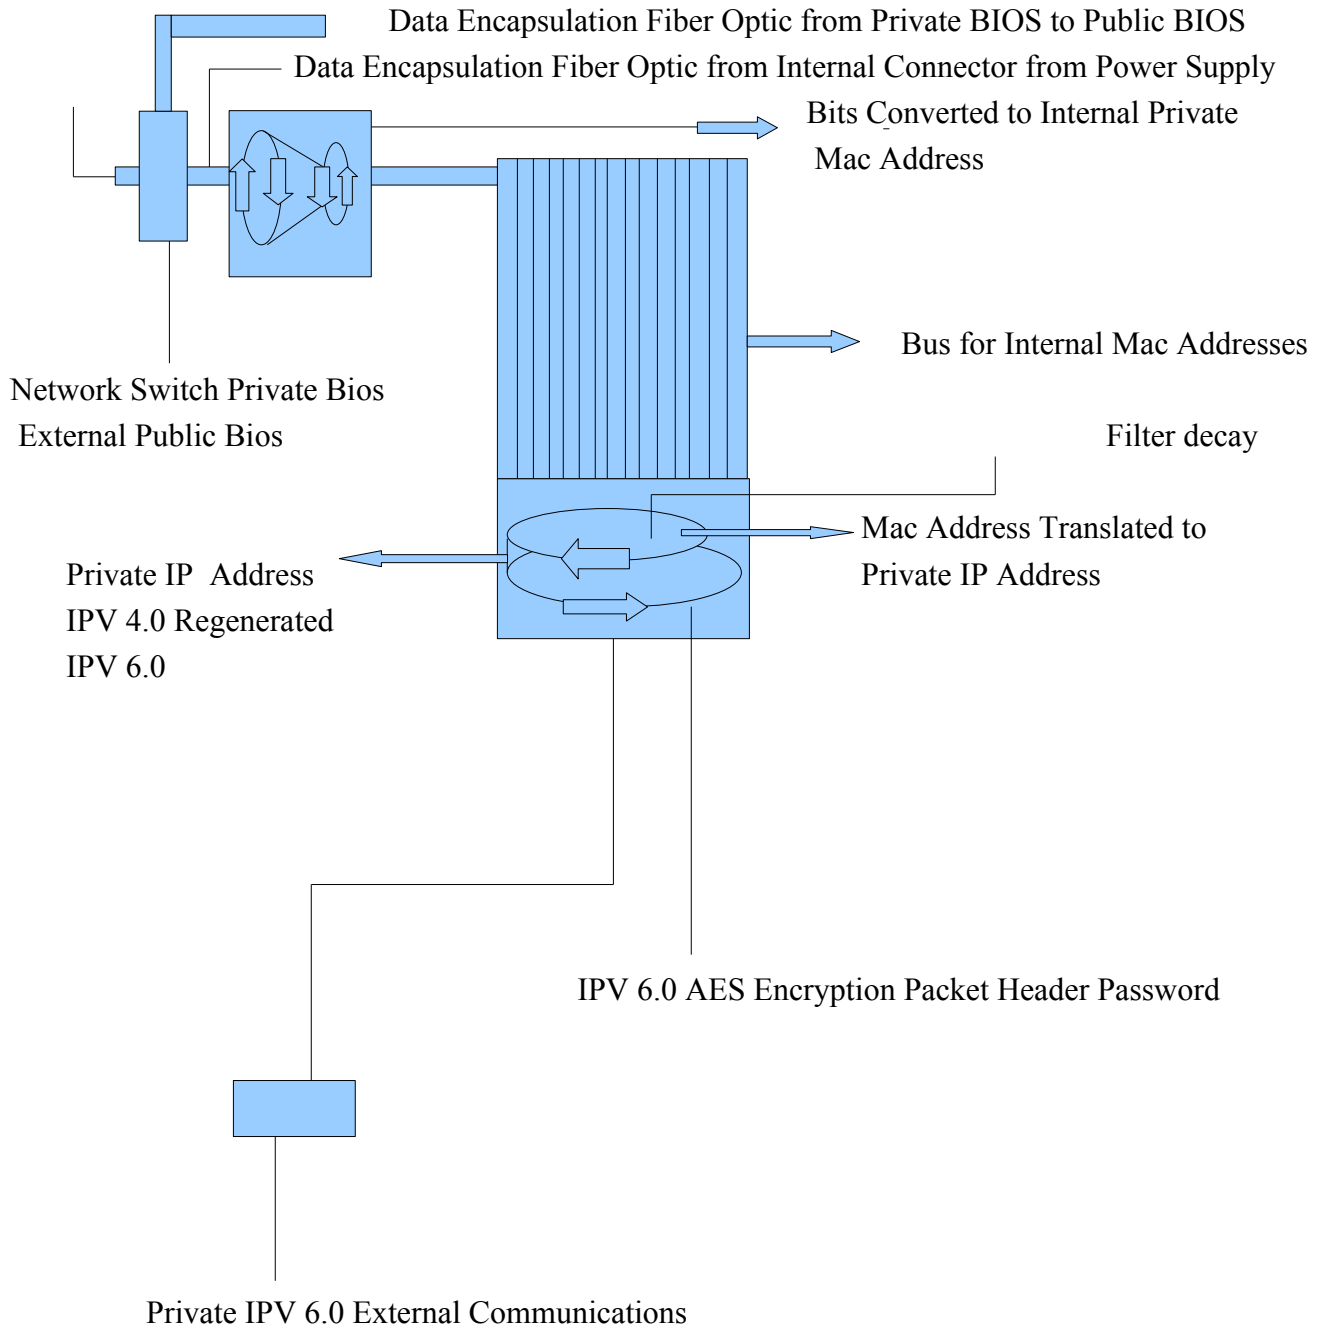 Data Encapsulation Fiber Optic from Private BIOS to Public BIOS
Data Encapsulation Fiber Optic from Internal Connector from Power Supply
Bits Converted to Internal Private
Mac Address
Bus for Internal Mac Addresses
Network Switch Private Bios
External Public Bios
Filter decay
Mac Address Translated to
Private IP Address
Private IP Address
IPV 4.0 Regenerated
IPV 6.0
IPV 6.0 AES Encryption Packet Header Password
Private IPV 6.0 External Communications